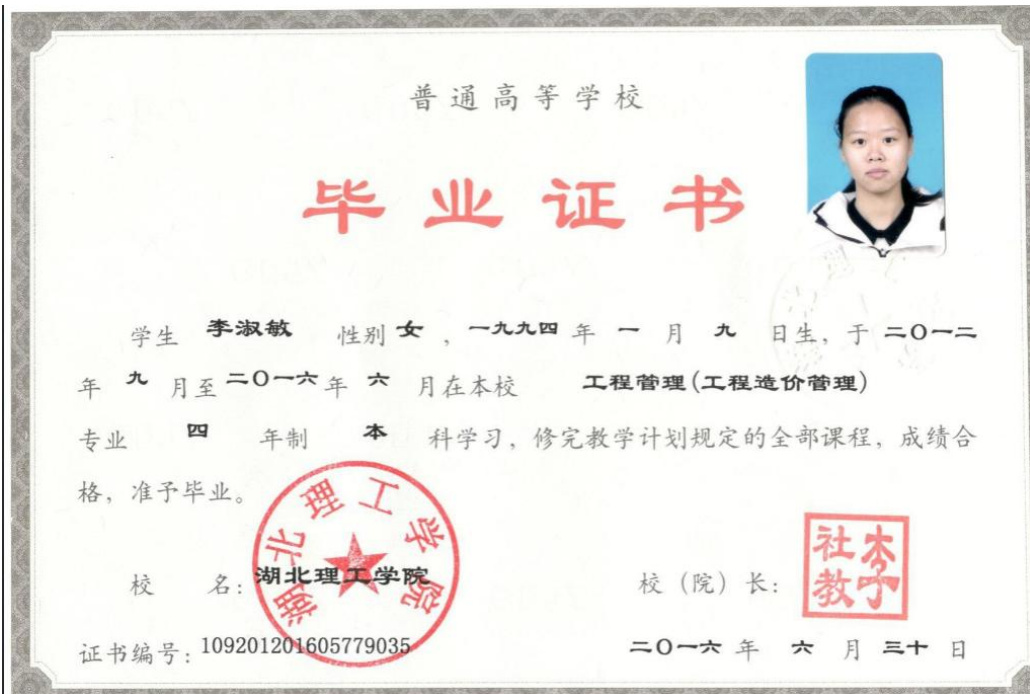 普通高等学校
毕业证书
学生 李淑敏 性别 女 ，一九九四 年 一 月 九 日生，于 二〇一二
年 九 月至 二〇一六 年 六 月在本校 工程管理(工程造价管理)
专业 四 年制 本 科学习，修完教学计划规定的全部课程，成绩合
格，准予毕业。
湖北理工学院
校 名：湖北理工学院
校（院）长：
李社教
证书编号：109201201605779035
二〇一六 年 六 月 三十 日